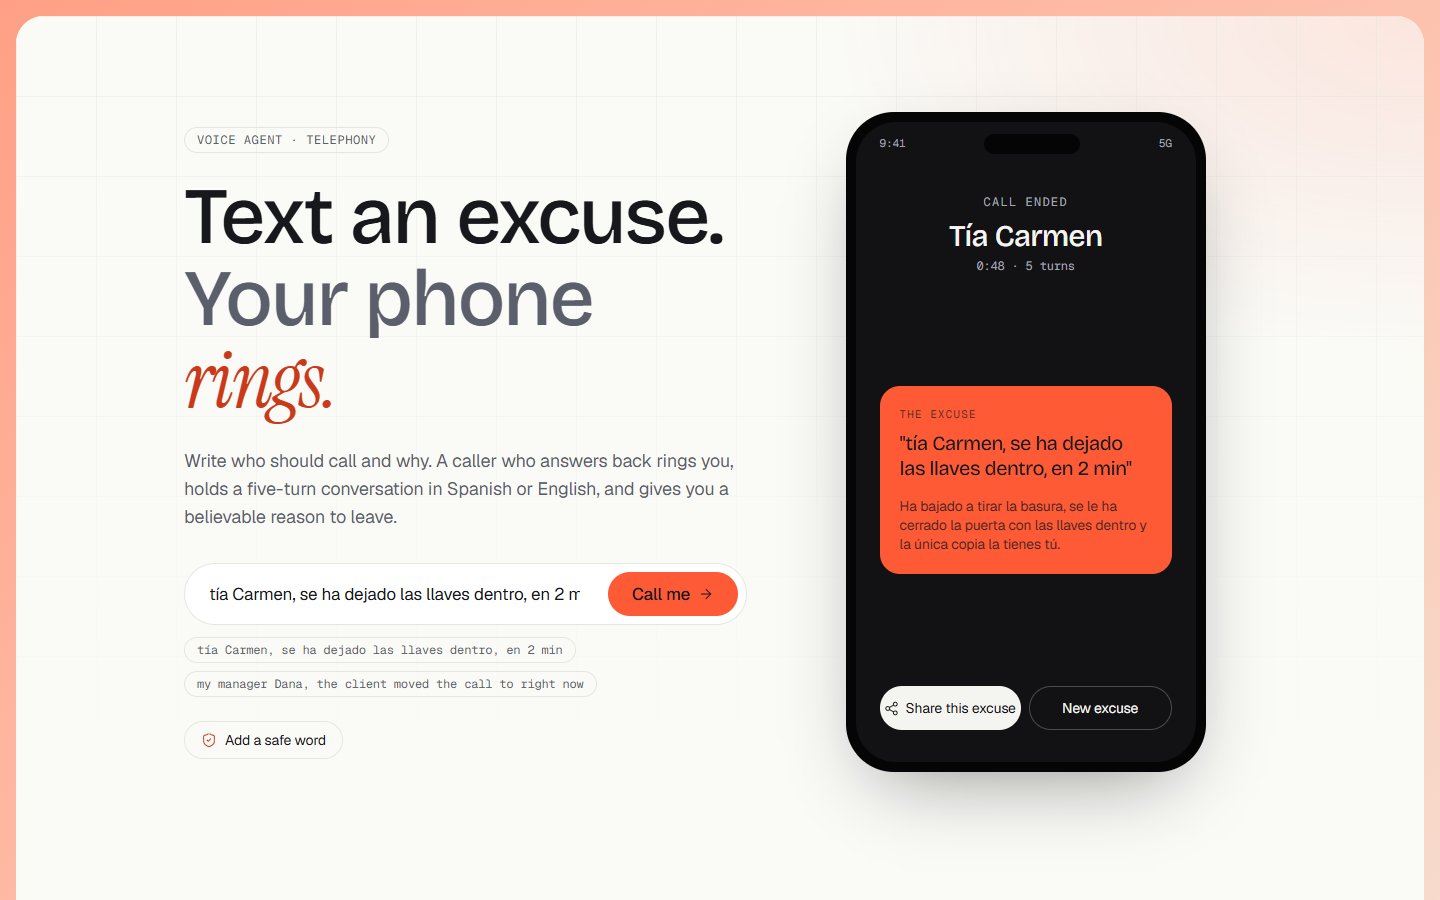 VOICE AGENT · TELEPHONY
Text an excuse.
Your phone
rings.
Write who should call and why. A caller who answers back rings you,
holds a five-turn conversation in Spanish or English, and gives you a
believable reason to leave.
tía Carmen, se ha dejado las llaves dentro, en 2 m
Call me →
tía Carmen, se ha dejado las llaves dentro, en 2 min
my manager Dana, the client moved the call to right now
Add a safe word
9:41
5G
CALL ENDED
Tía Carmen
0:48 · 5 turns
THE EXCUSE
"tía Carmen, se ha dejado
las llaves dentro, en 2 min"
Ha bajado a tirar la basura, se le ha
cerrado la puerta con las llaves dentro y
la única copia la tienes tú.
Share this excuse
New excuse